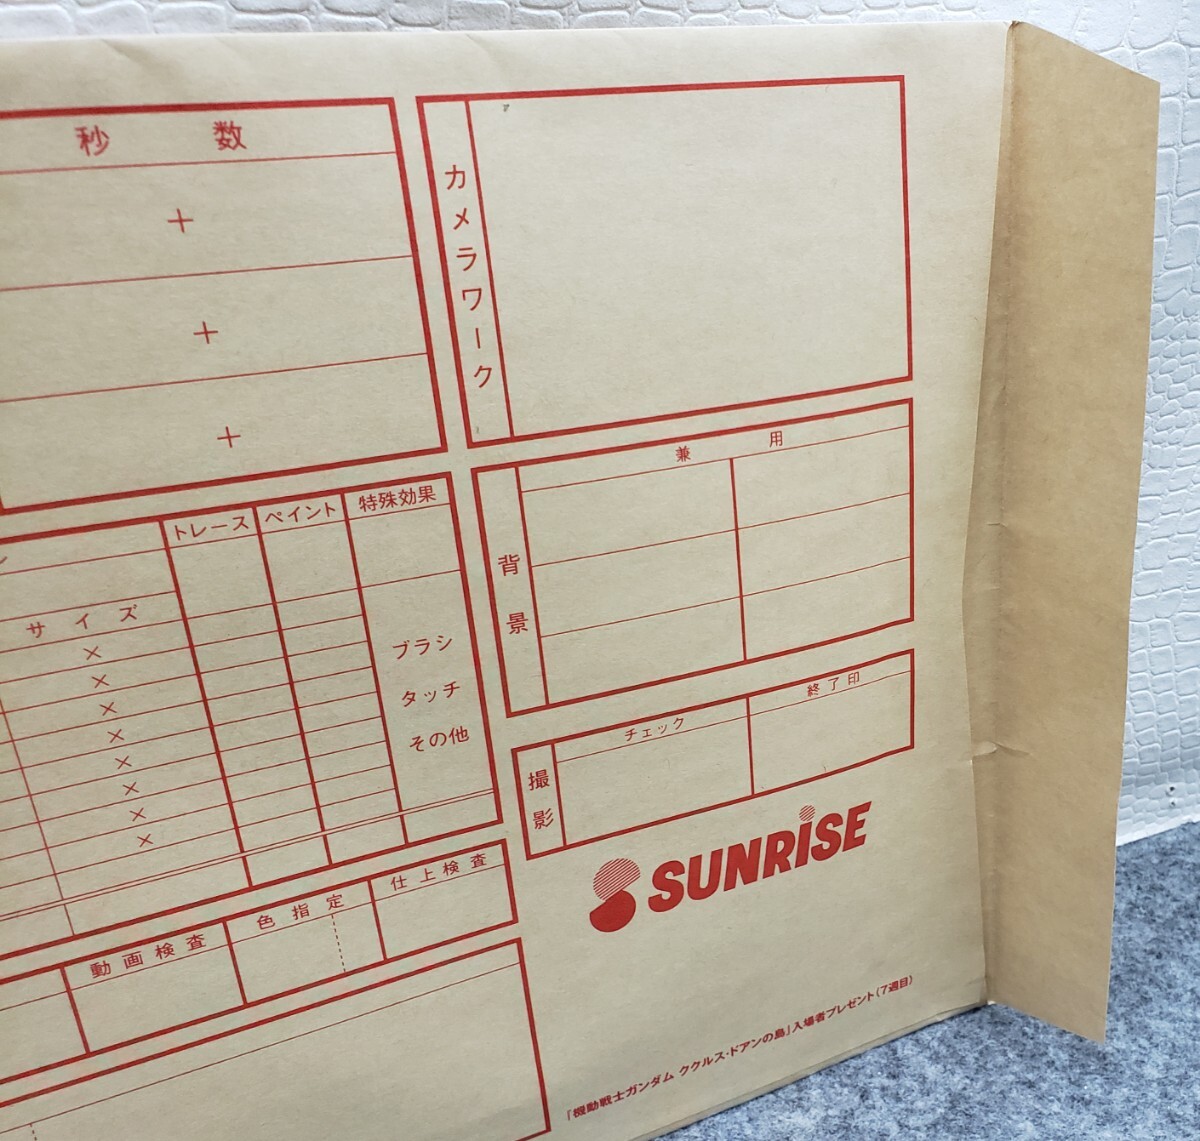 秒数
+
+
+
カメラワーク
兼用
背景
トレース
ペイント
特殊効果
サイズ
×
×
×
×
×
×
×
×
ブラシ
タッチ
その他
撮影
チェック
終了印
動画検査
色指定
仕上検査
SUNRISE
「機動戦士ガンダム ククルス・ドアンの島」入場者プレゼント(7週目)